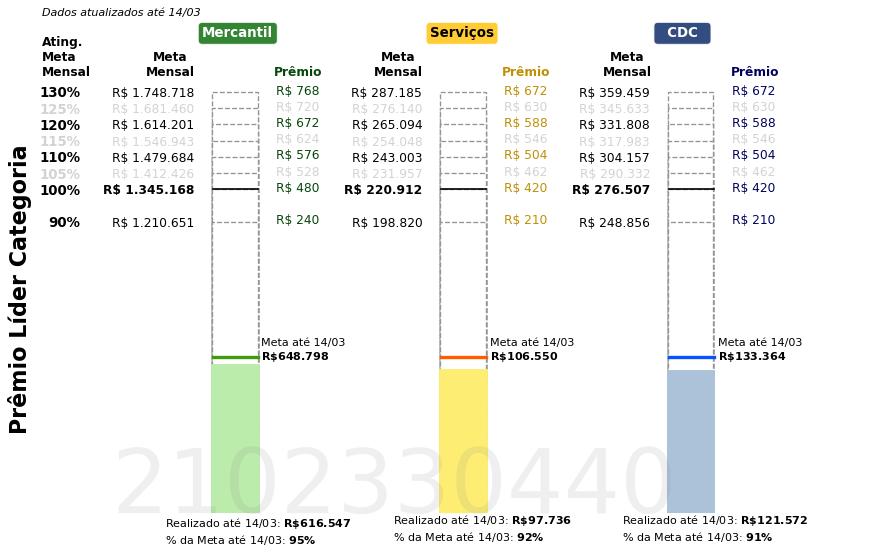 Dados atualizados até 14/03
Mercantil
Serviços
CDC
Ating.
Meta
Mensal
Meta
Mensal
Prêmio
Meta
Mensal
Prêmio
Meta
Mensal
Prêmio
130% R$ 1.748.718 R$ 768 R$ 287.185 R$ 672 R$ 359.459 R$ 672
125% R$ 1.681.460 R$ 720 R$ 276.140 R$ 630 R$ 345.633 R$ 630
120% R$ 1.614.201 R$ 672 R$ 265.094 R$ 588 R$ 331.808 R$ 588
115% R$ 1.546.943 R$ 624 R$ 254.048 R$ 546 R$ 317.983 R$ 546
110% R$ 1.479.684 R$ 576 R$ 243.003 R$ 504 R$ 304.157 R$ 504
105% R$ 1.412.426 R$ 528 R$ 231.957 R$ 462 R$ 290.332 R$ 462
100% R$ 1.345.168 R$ 480 R$ 220.912 R$ 420 R$ 276.507 R$ 420
90% R$ 1.210.651 R$ 240 R$ 198.820 R$ 210 R$ 248.856 R$ 210
Prêmio Líder Categoria
Meta até 14/03
R$648.798
Meta até 14/03
R$106.550
Meta até 14/03
R$133.364
2102330440
Realizado até 14/03: R$616.547
% da Meta até 14/03: 95%
Realizado até 14/03: R$97.736
% da Meta até 14/03: 92%
Realizado até 14/03: R$121.572
% da Meta até 14/03: 91%